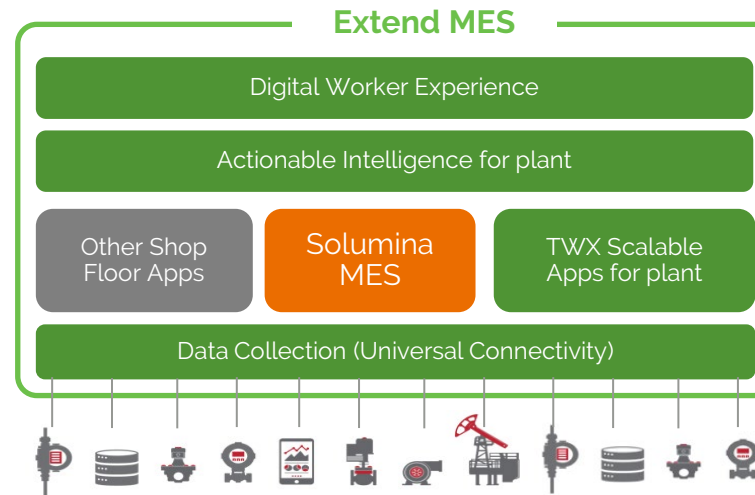 Extend MES
Digital Worker Experience
Actionable Intelligence for plant
Other Shop
Floor Apps
Solumina
MES
TWX Scalable
Apps for plant
Data Collection (Universal Connectivity)